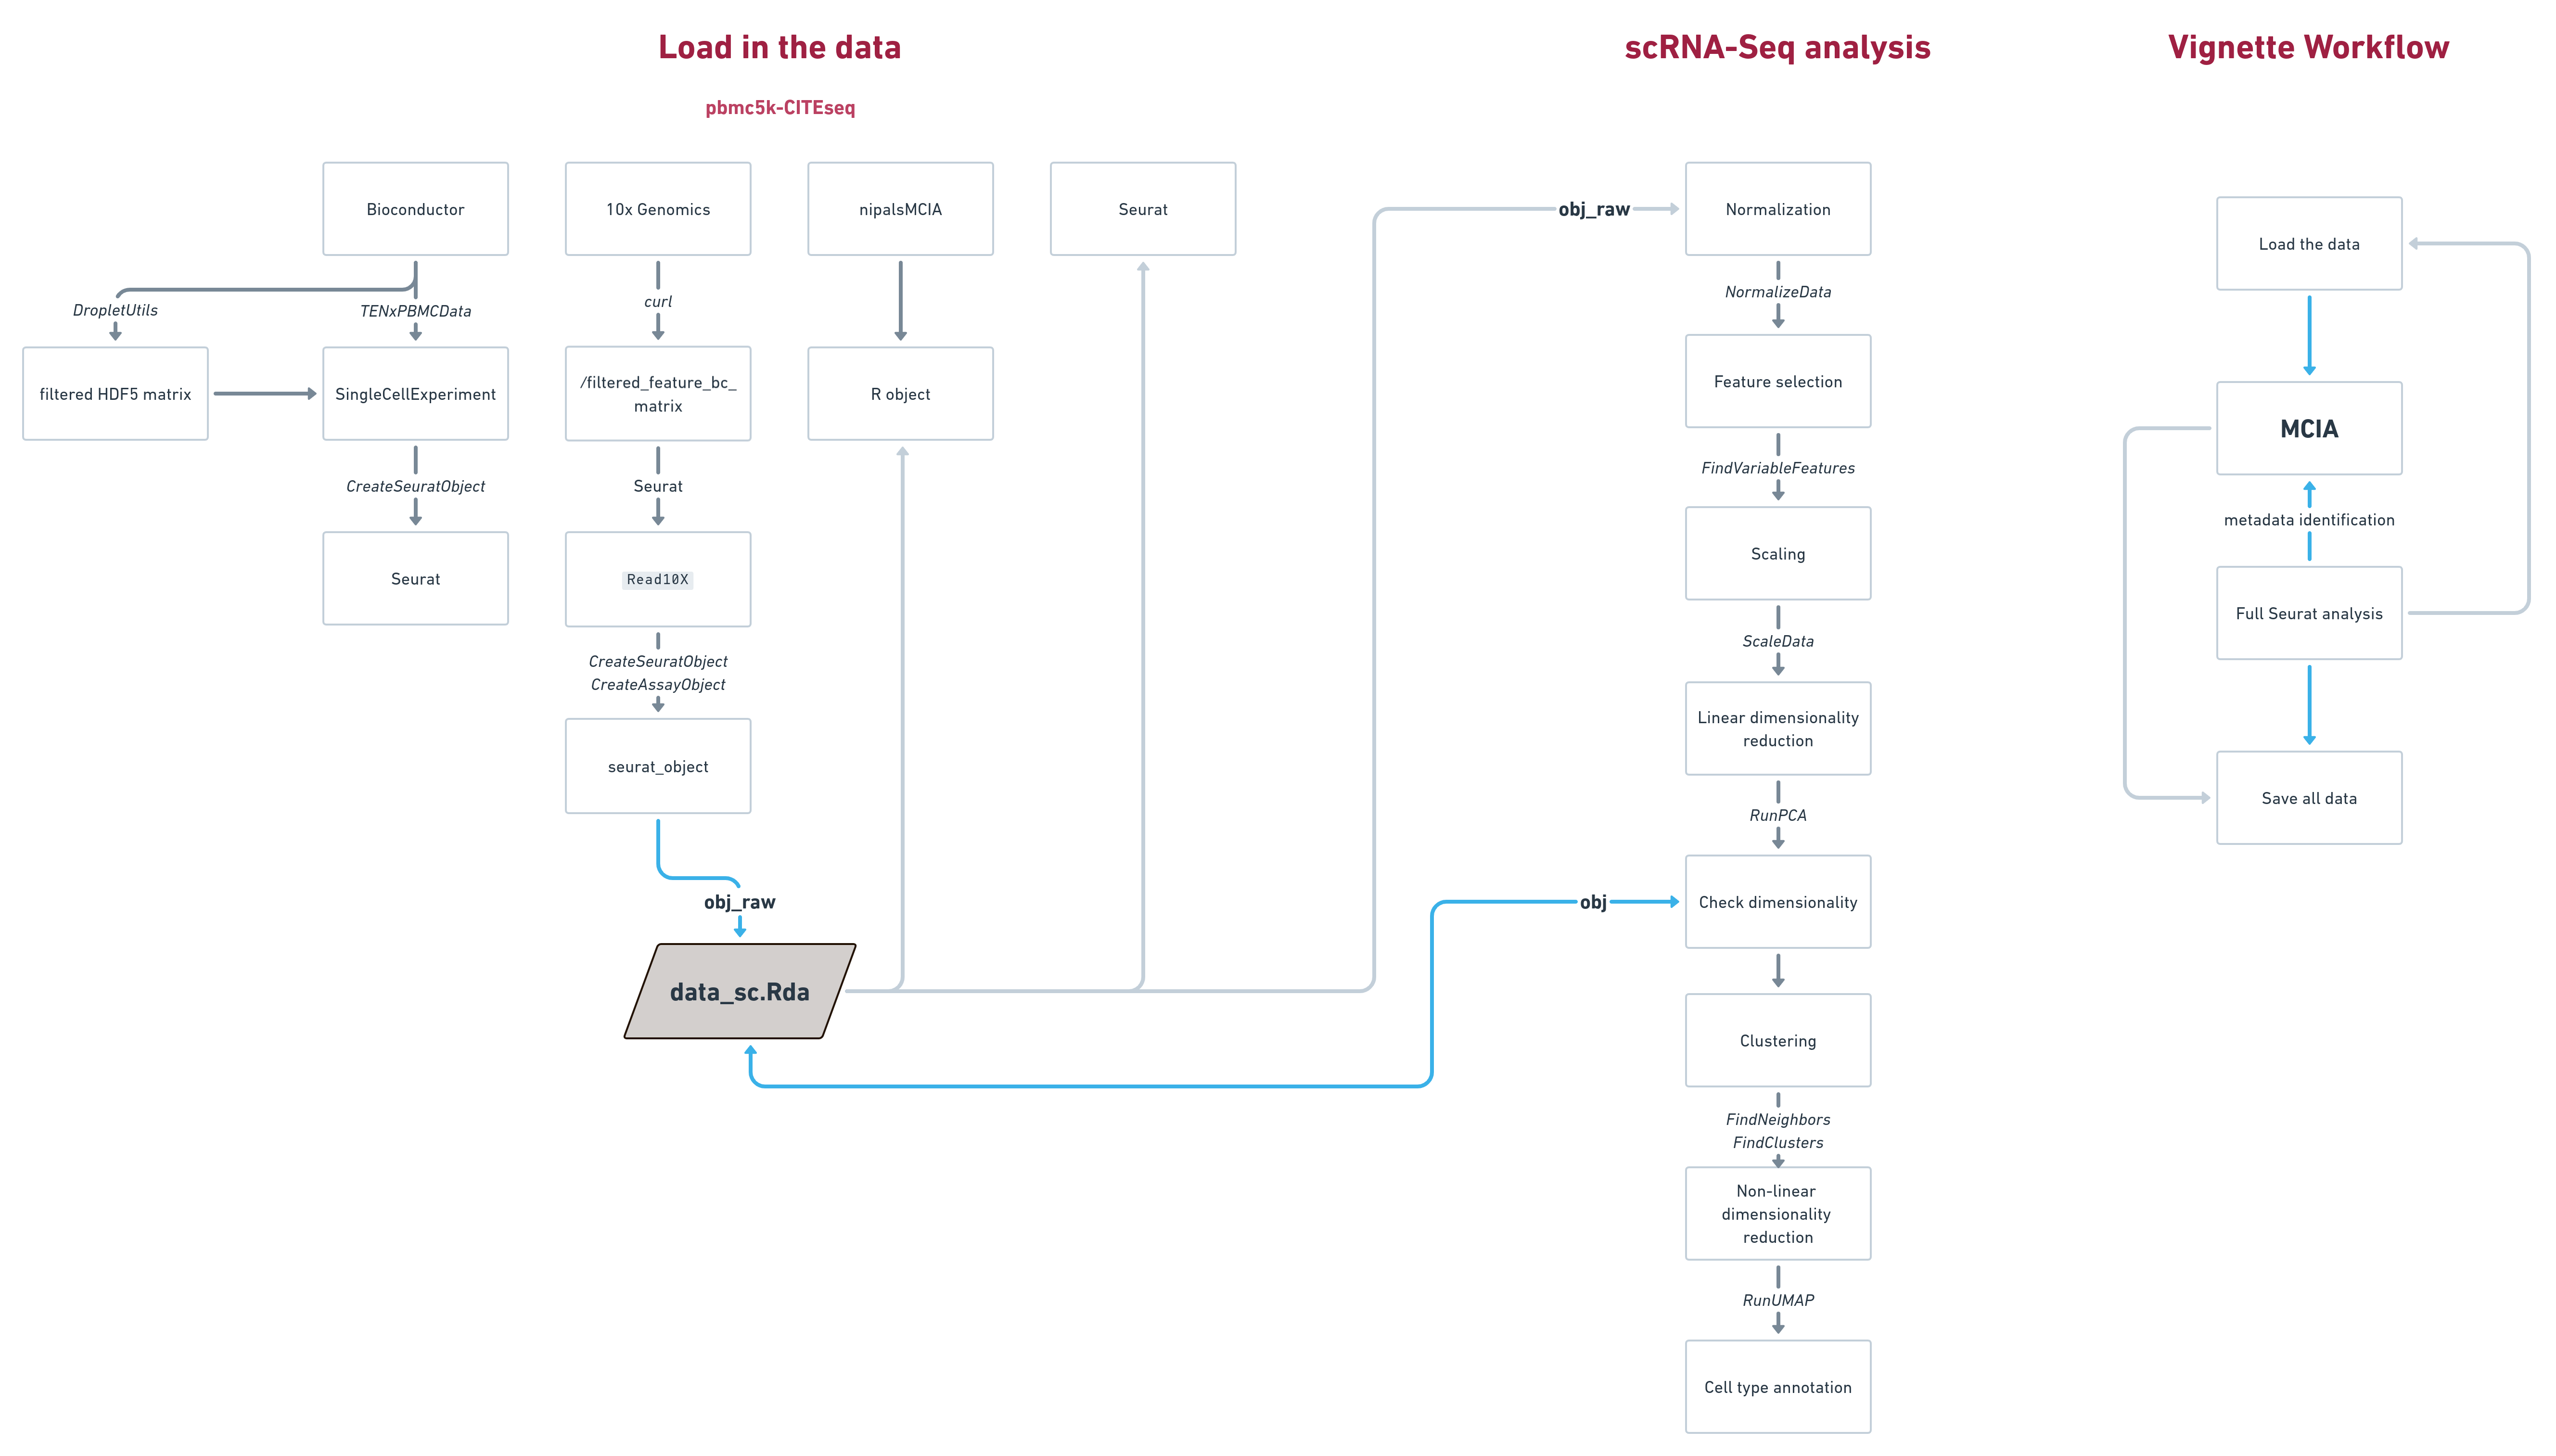 Load in the data
pbmc5k-CITEseq
Bioconductor
10x Genomics
nipalsMCIA
Seurat
DropletUtils
TENxPBMCData
curl
filtered HDF5 matrix
SingleCellExperiment
/filtered_feature_bc_
matrix
R object
CreateSeuratObject
Seurat
Seurat
Read10X
CreateSeuratObject
CreateAssayObject
seurat_object
obj_raw
data_sc.Rda
scRNA-Seq analysis
obj_raw
Normalization
NormalizeData
Feature selection
FindVariableFeatures
Scaling
ScaleData
Linear dimensionality
reduction
RunPCA
obj
Check dimensionality
Clustering
FindNeighbors
FindClusters
Non-linear
dimensionality
reduction
RunUMAP
Cell type annotation
Vignette Workflow
Load the data
MCIA
metadata identification
Full Seurat analysis
Save all data